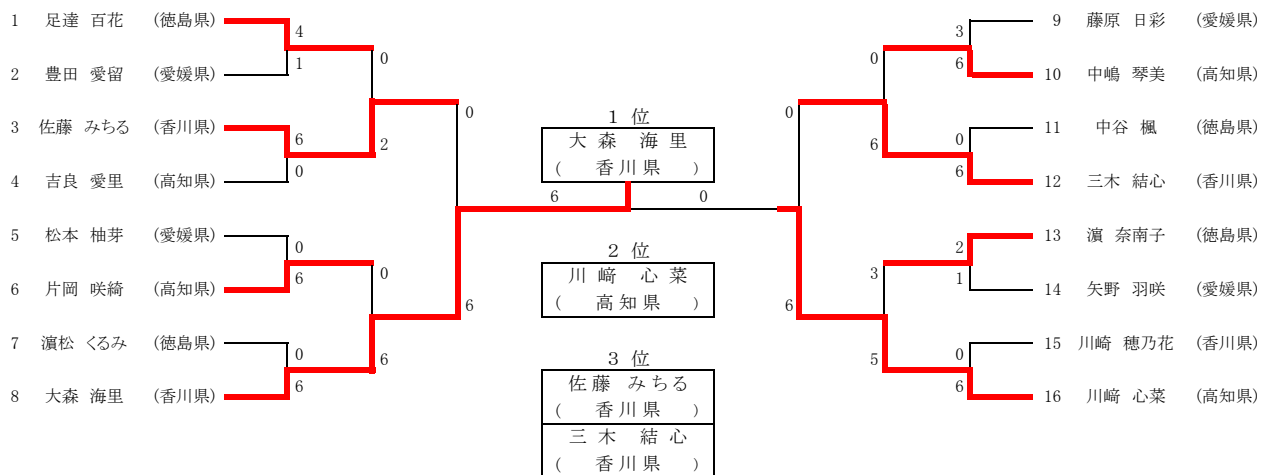 1 足達 百花 (徳島県)
4
0
1
2 豊田 愛留 (愛媛県)
0
3 佐藤 みちる (香川県)
6
2
0
4 吉良 愛里 (高知県)
5 松本 柚芽 (愛媛県)
0
0
6
6 片岡 咲綺 (高知県)
6
7 濵松 くるみ (徳島県)
0
6
6
8 大森 海里 (香川県)
1 位
大 森 海 里
( 香 川 県 )
6 0
2 位
川 﨑 心 菜
( 高 知 県 )
3 位
佐 藤 み ち る
( 香 川 県 )
三 木 結 心
( 香 川 県 )
3 9 藤原 日彩 (愛媛県)
0
6
10 中嶋 琴美 (高知県)
0
11 中谷 楓 (徳島県)
0
6
6
12 三木 結心 (香川県)
13 濵 奈南子 (徳島県)
2
3
1
14 矢野 羽咲 (愛媛県)
6
15 川崎 穂乃花 (香川県)
0
5
6
16 川﨑 心菜 (高知県)